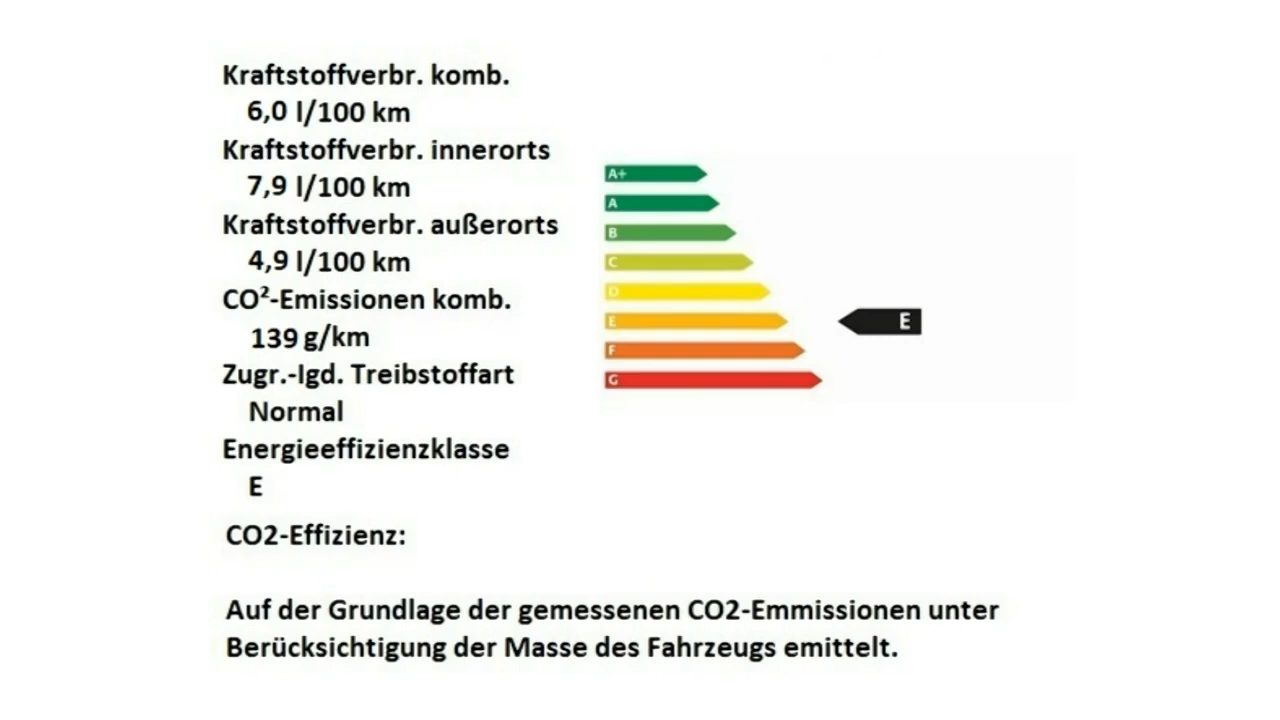 Kraftstoffverbr. komb.
6,0 l/100 km
Kraftstoffverbr. innerorts
7,9 l/100 km
Kraftstoffverbr. außerorts
4,9 l/100 km
CO²-Emissionen komb.
139 g/km
Zugr.-lgd. Treibstoffart
Normal
Energieeffizienzklasse
E
A+
A
B
C
D
E
E
F
G
CO2-Effizienz:
Auf der Grundlage der gemessenen CO2-Emmissionen unter
Berücksichtigung der Masse des Fahrzeugs emittelt.